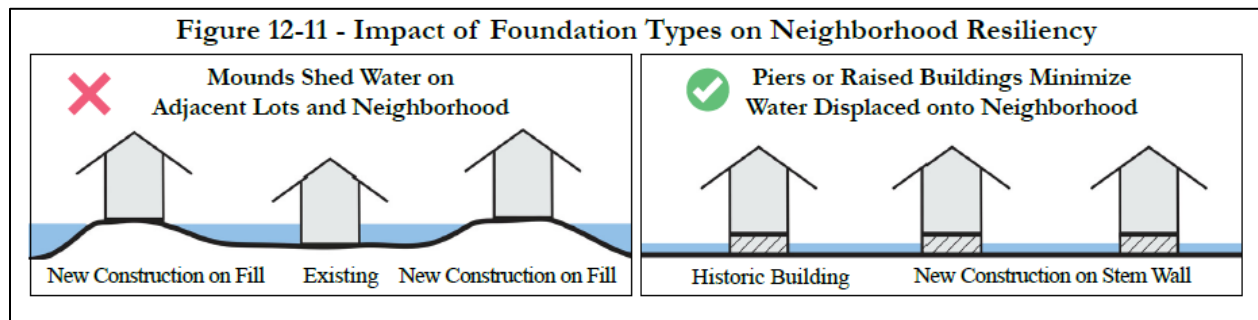 Figure 12-11 - Impact of Foundation Types on Neighborhood Resiliency
Mounds Shed Water on
Adjacent Lots and Neighborhood
New Construction on Fill
Existing
New Construction on Fill
Piers or Raised Buildings Minimize
Water Displaced onto Neighborhood
Historic Building
New Construction on Stem Wall